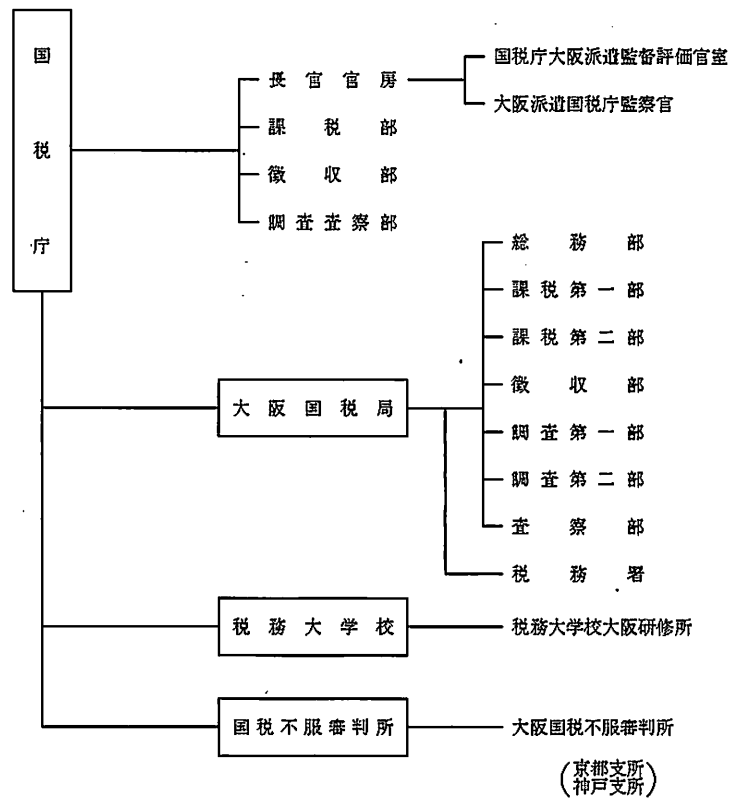 国税庁
長官官房
国税庁大阪派遣監督評価官室
大阪派遣国税庁監察官
課税部
徴収部
調査査察部
大阪国税局
総務部
課税第一部
課税第二部
徴収部
調査第一部
調査第二部
査察部
税務署
税務大学校
税務大学校大阪研修所
国税不服審判所
大阪国税不服審判所
(京都支所
神戸支所)